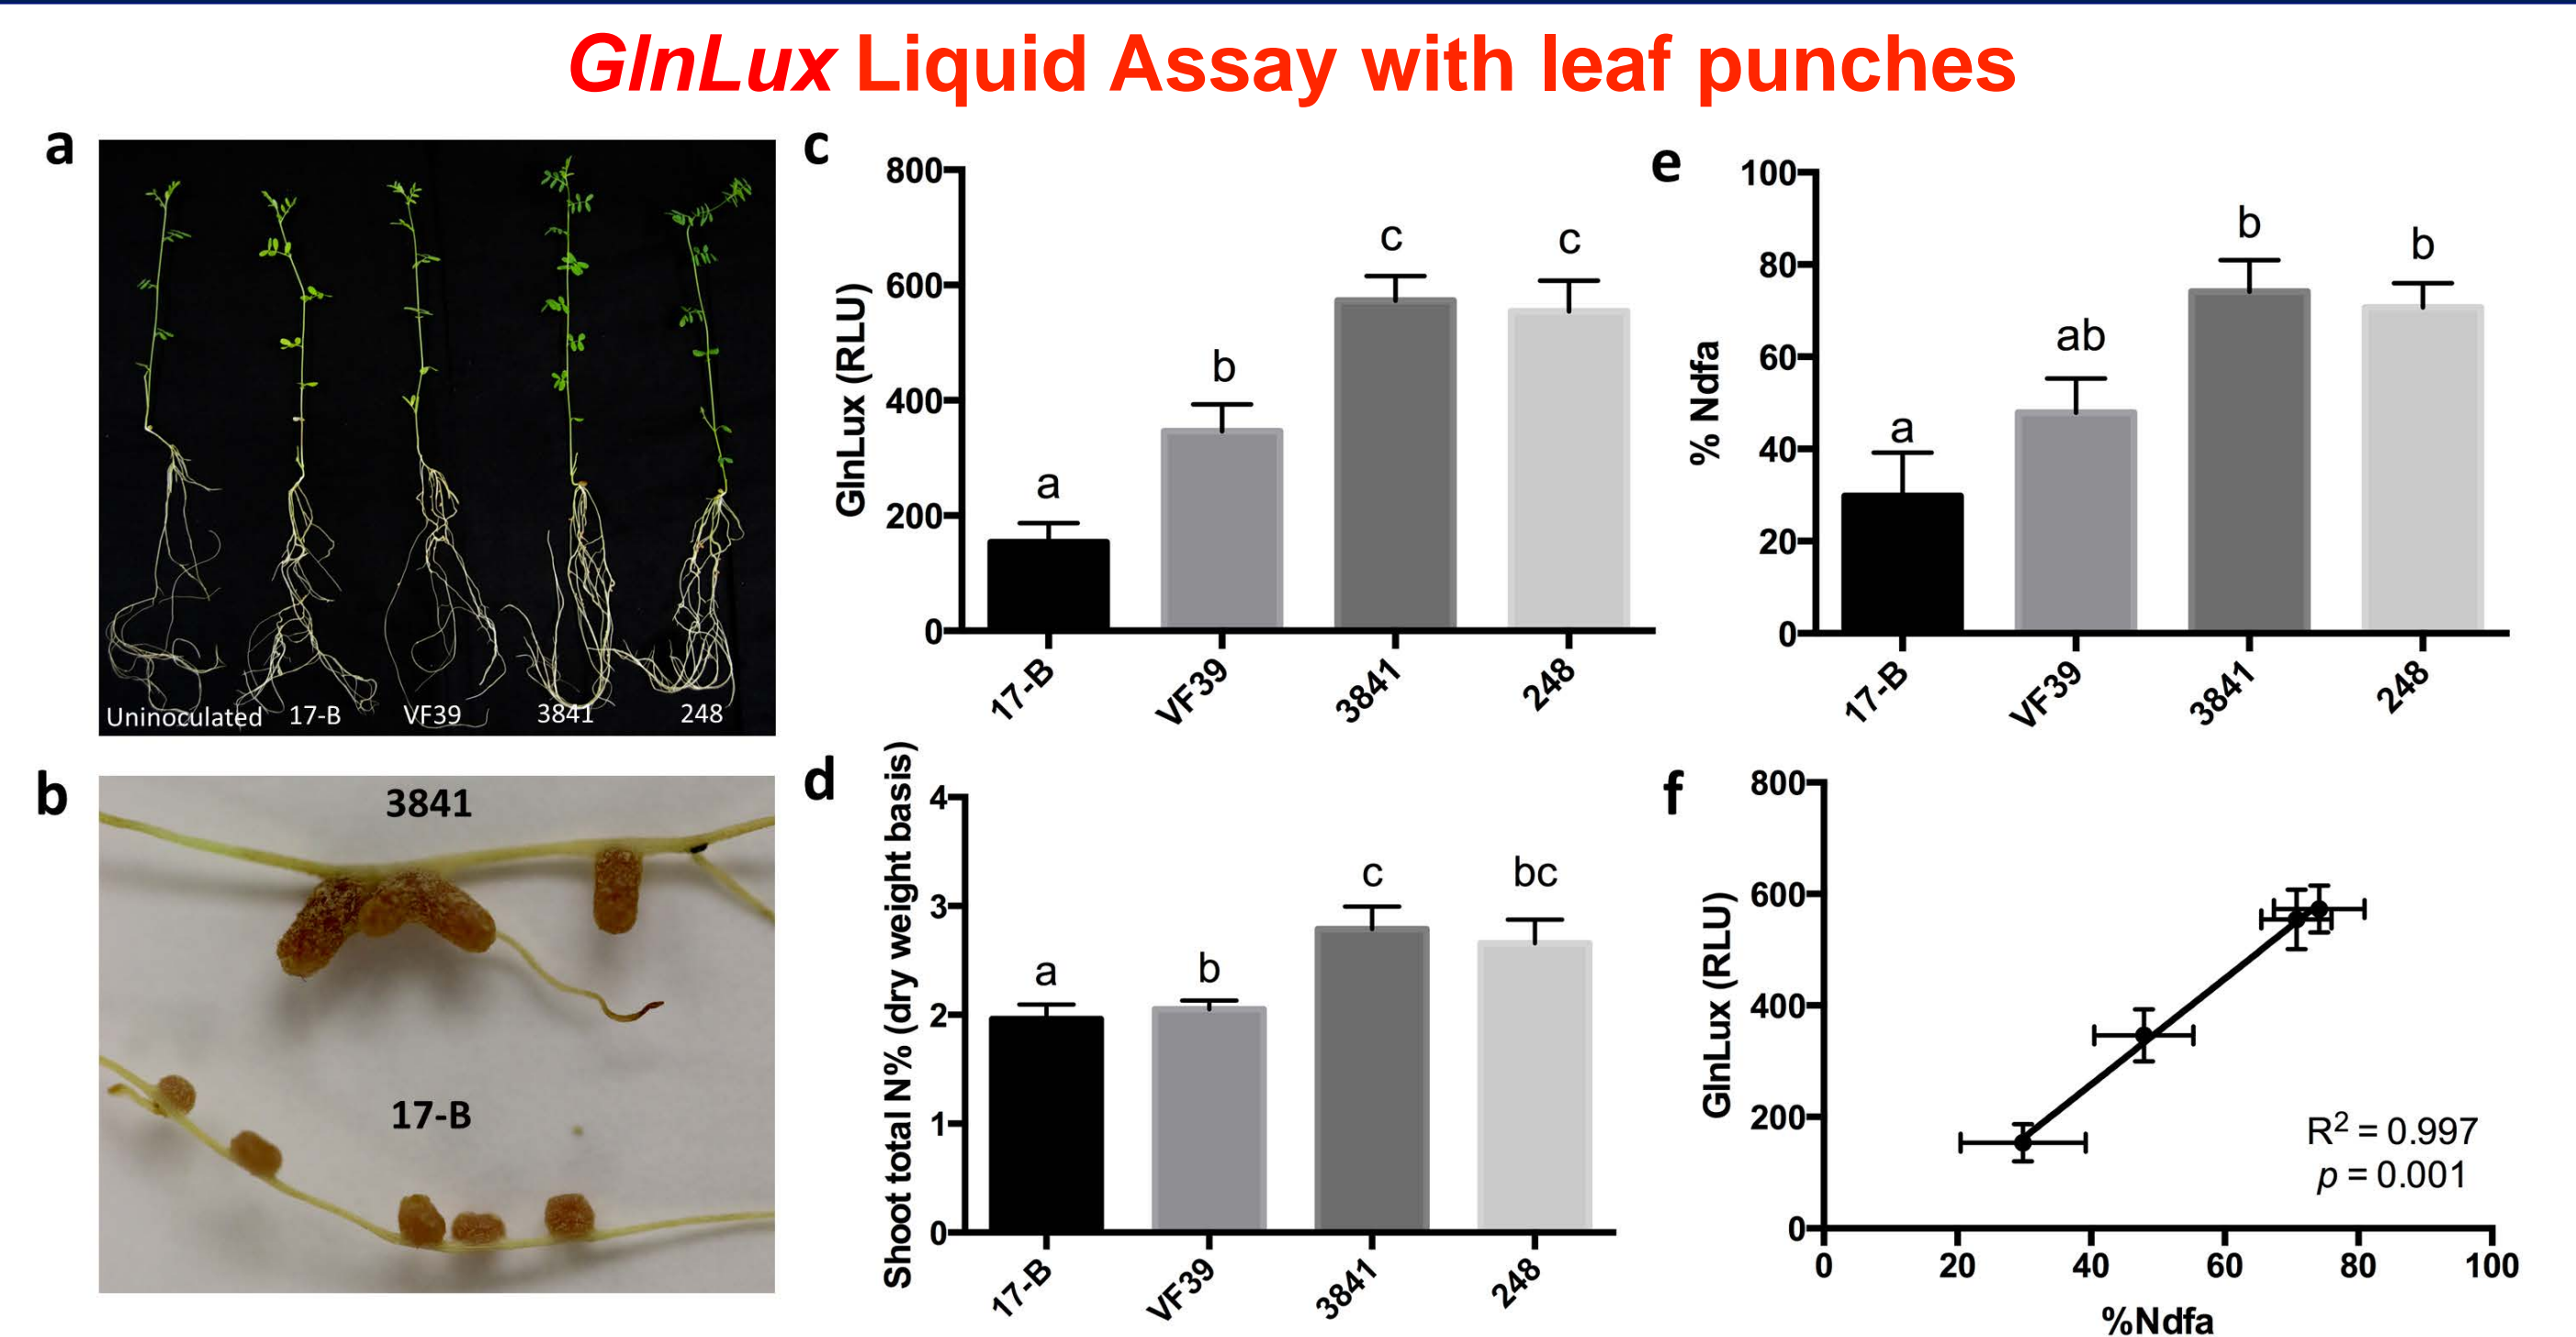 GlnLux Liquid Assay with leaf punches
a
Uninoculated 17-B VF39 3841 248
b
3841
17-B
c
GlnLux (RLU)
800
600
400
200
0
a
b
c
c
17-B
VF39
3841
248
d
Shoot total N% (dry weight basis)
4
3
2
1
0
a
b
c
bc
17-B
VF39
3841
248
e
% Ndfa
100
80
60
40
20
0
a
ab
b
b
17-B
VF39
3841
248
f
GlnLux (RLU)
800
600
400
200
0
R² = 0.997
p = 0.001
0 20 40 60 80 100
%Ndfa